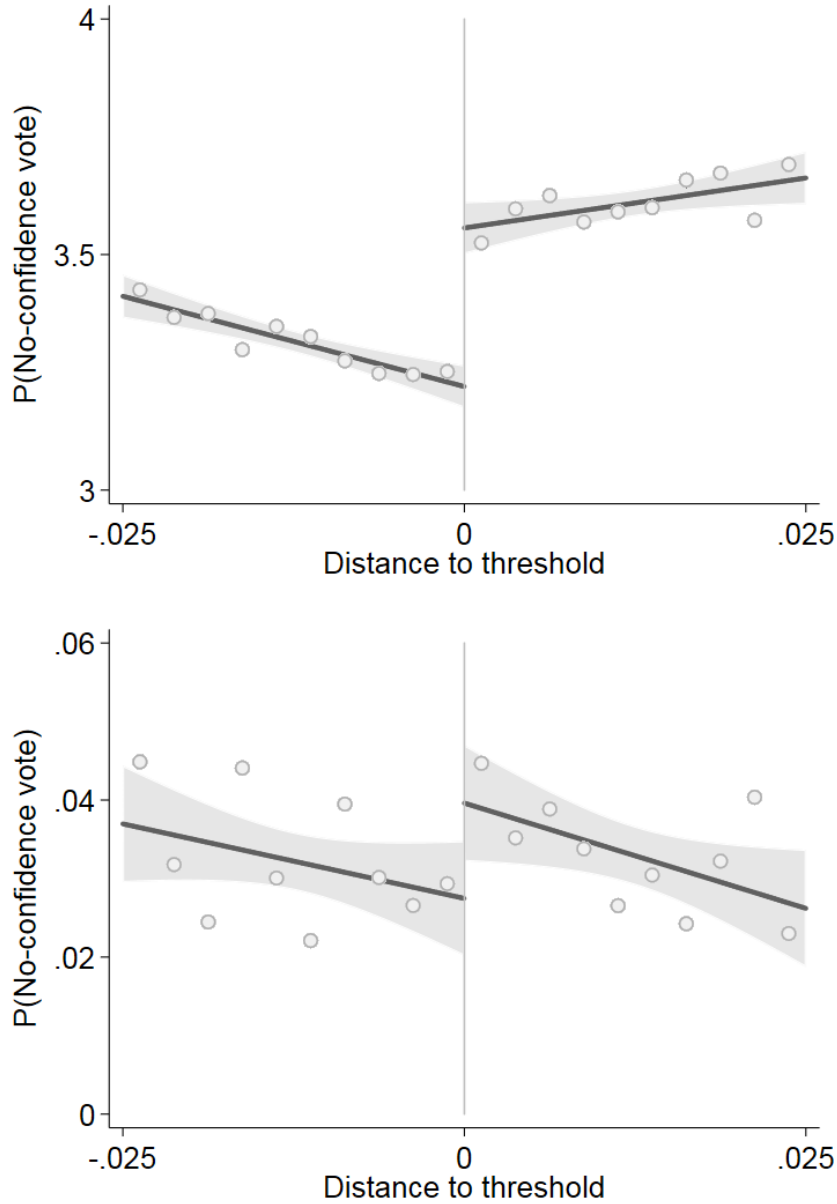 P(No-confidence vote)
4
3.5
3
-.025 0 .025
Distance to threshold
P(No-confidence vote)
.06
.04
.02
0
-.025 0 .025
Distance to threshold